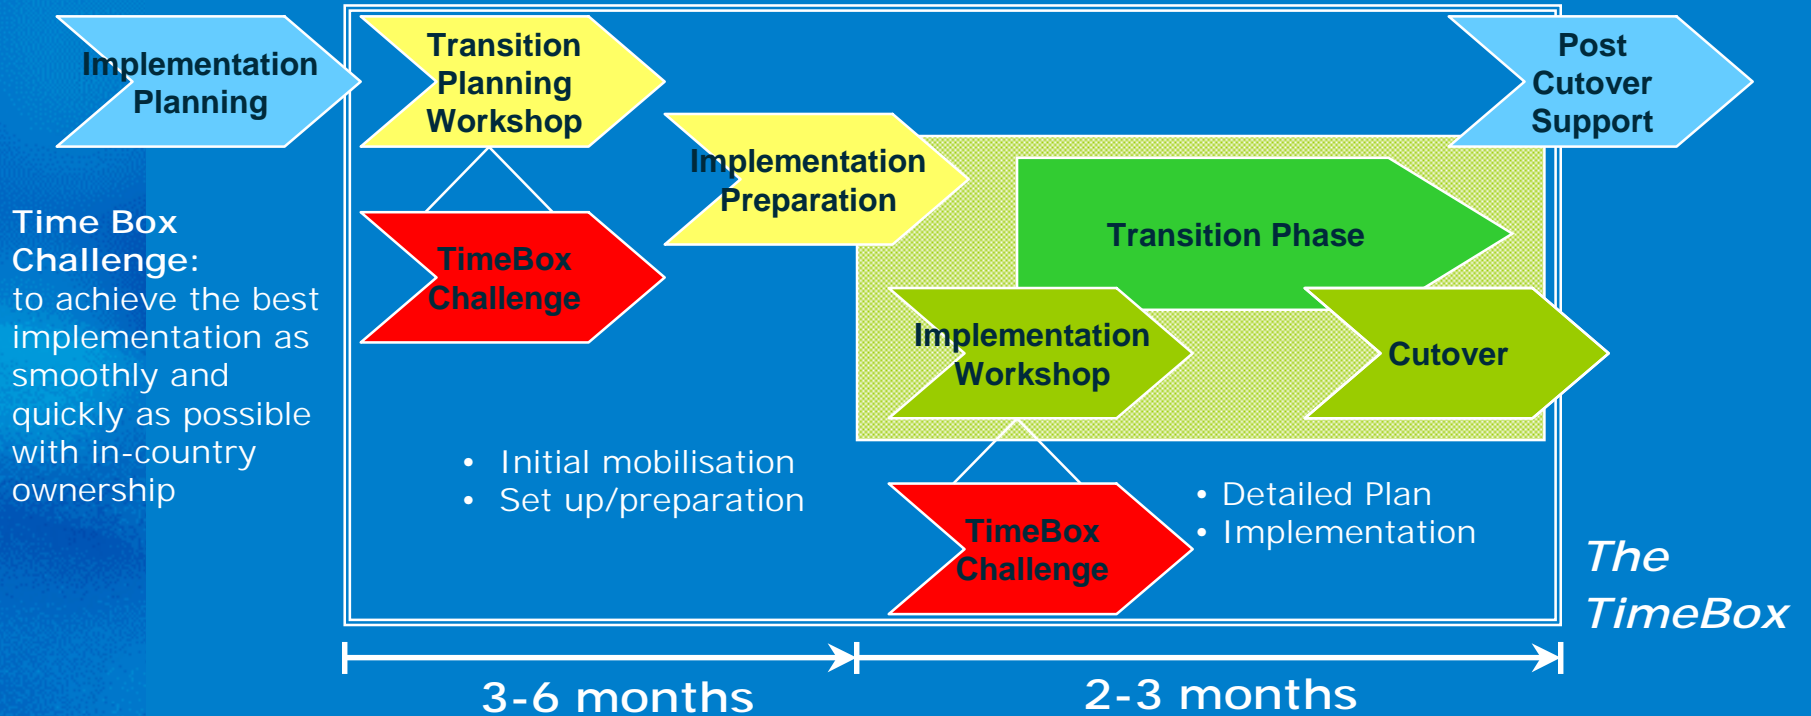 Implementation
Planning
Transition
Planning
Workshop
Post
Cutover
Support
Implementation
Preparation
Time Box
Challenge:
to achieve the best
implementation as
smoothly and
quickly as possible
with in-country
ownership
TimeBox
Challenge
Transition Phase
Implementation
Workshop
Cutover
• Initial mobilisation
• Set up/preparation
TimeBox
Challenge
• Detailed Plan
• Implementation
The
TimeBox
3-6 months
2-3 months